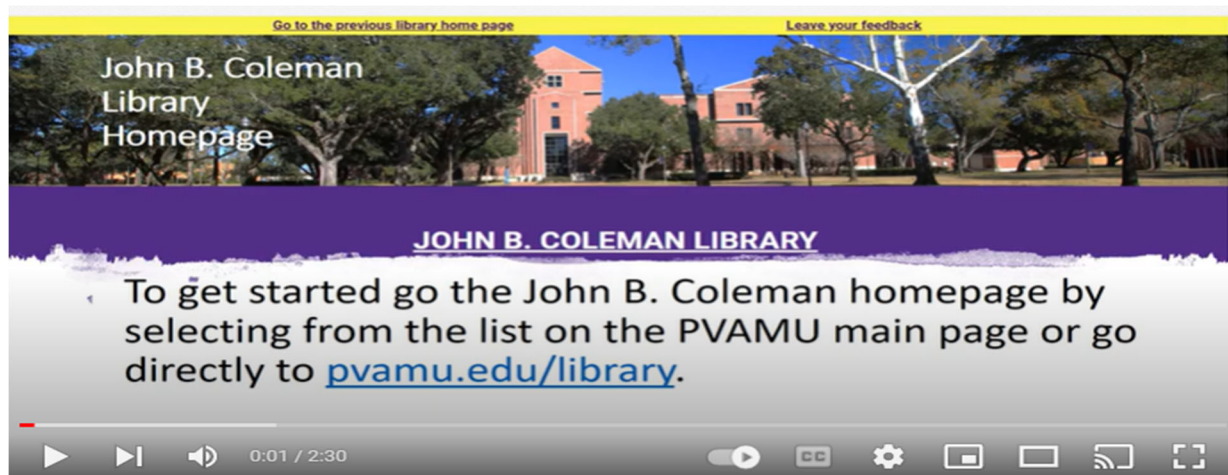 Go to the previous library home page Leave your feedback
John B. Coleman
Library
Homepage
JOHN B. COLEMAN LIBRARY
To get started go the John B. Coleman homepage by
selecting from the list on the PVAMU main page or go
directly to pvamu.edu/library.
0:01 / 2:30 CC